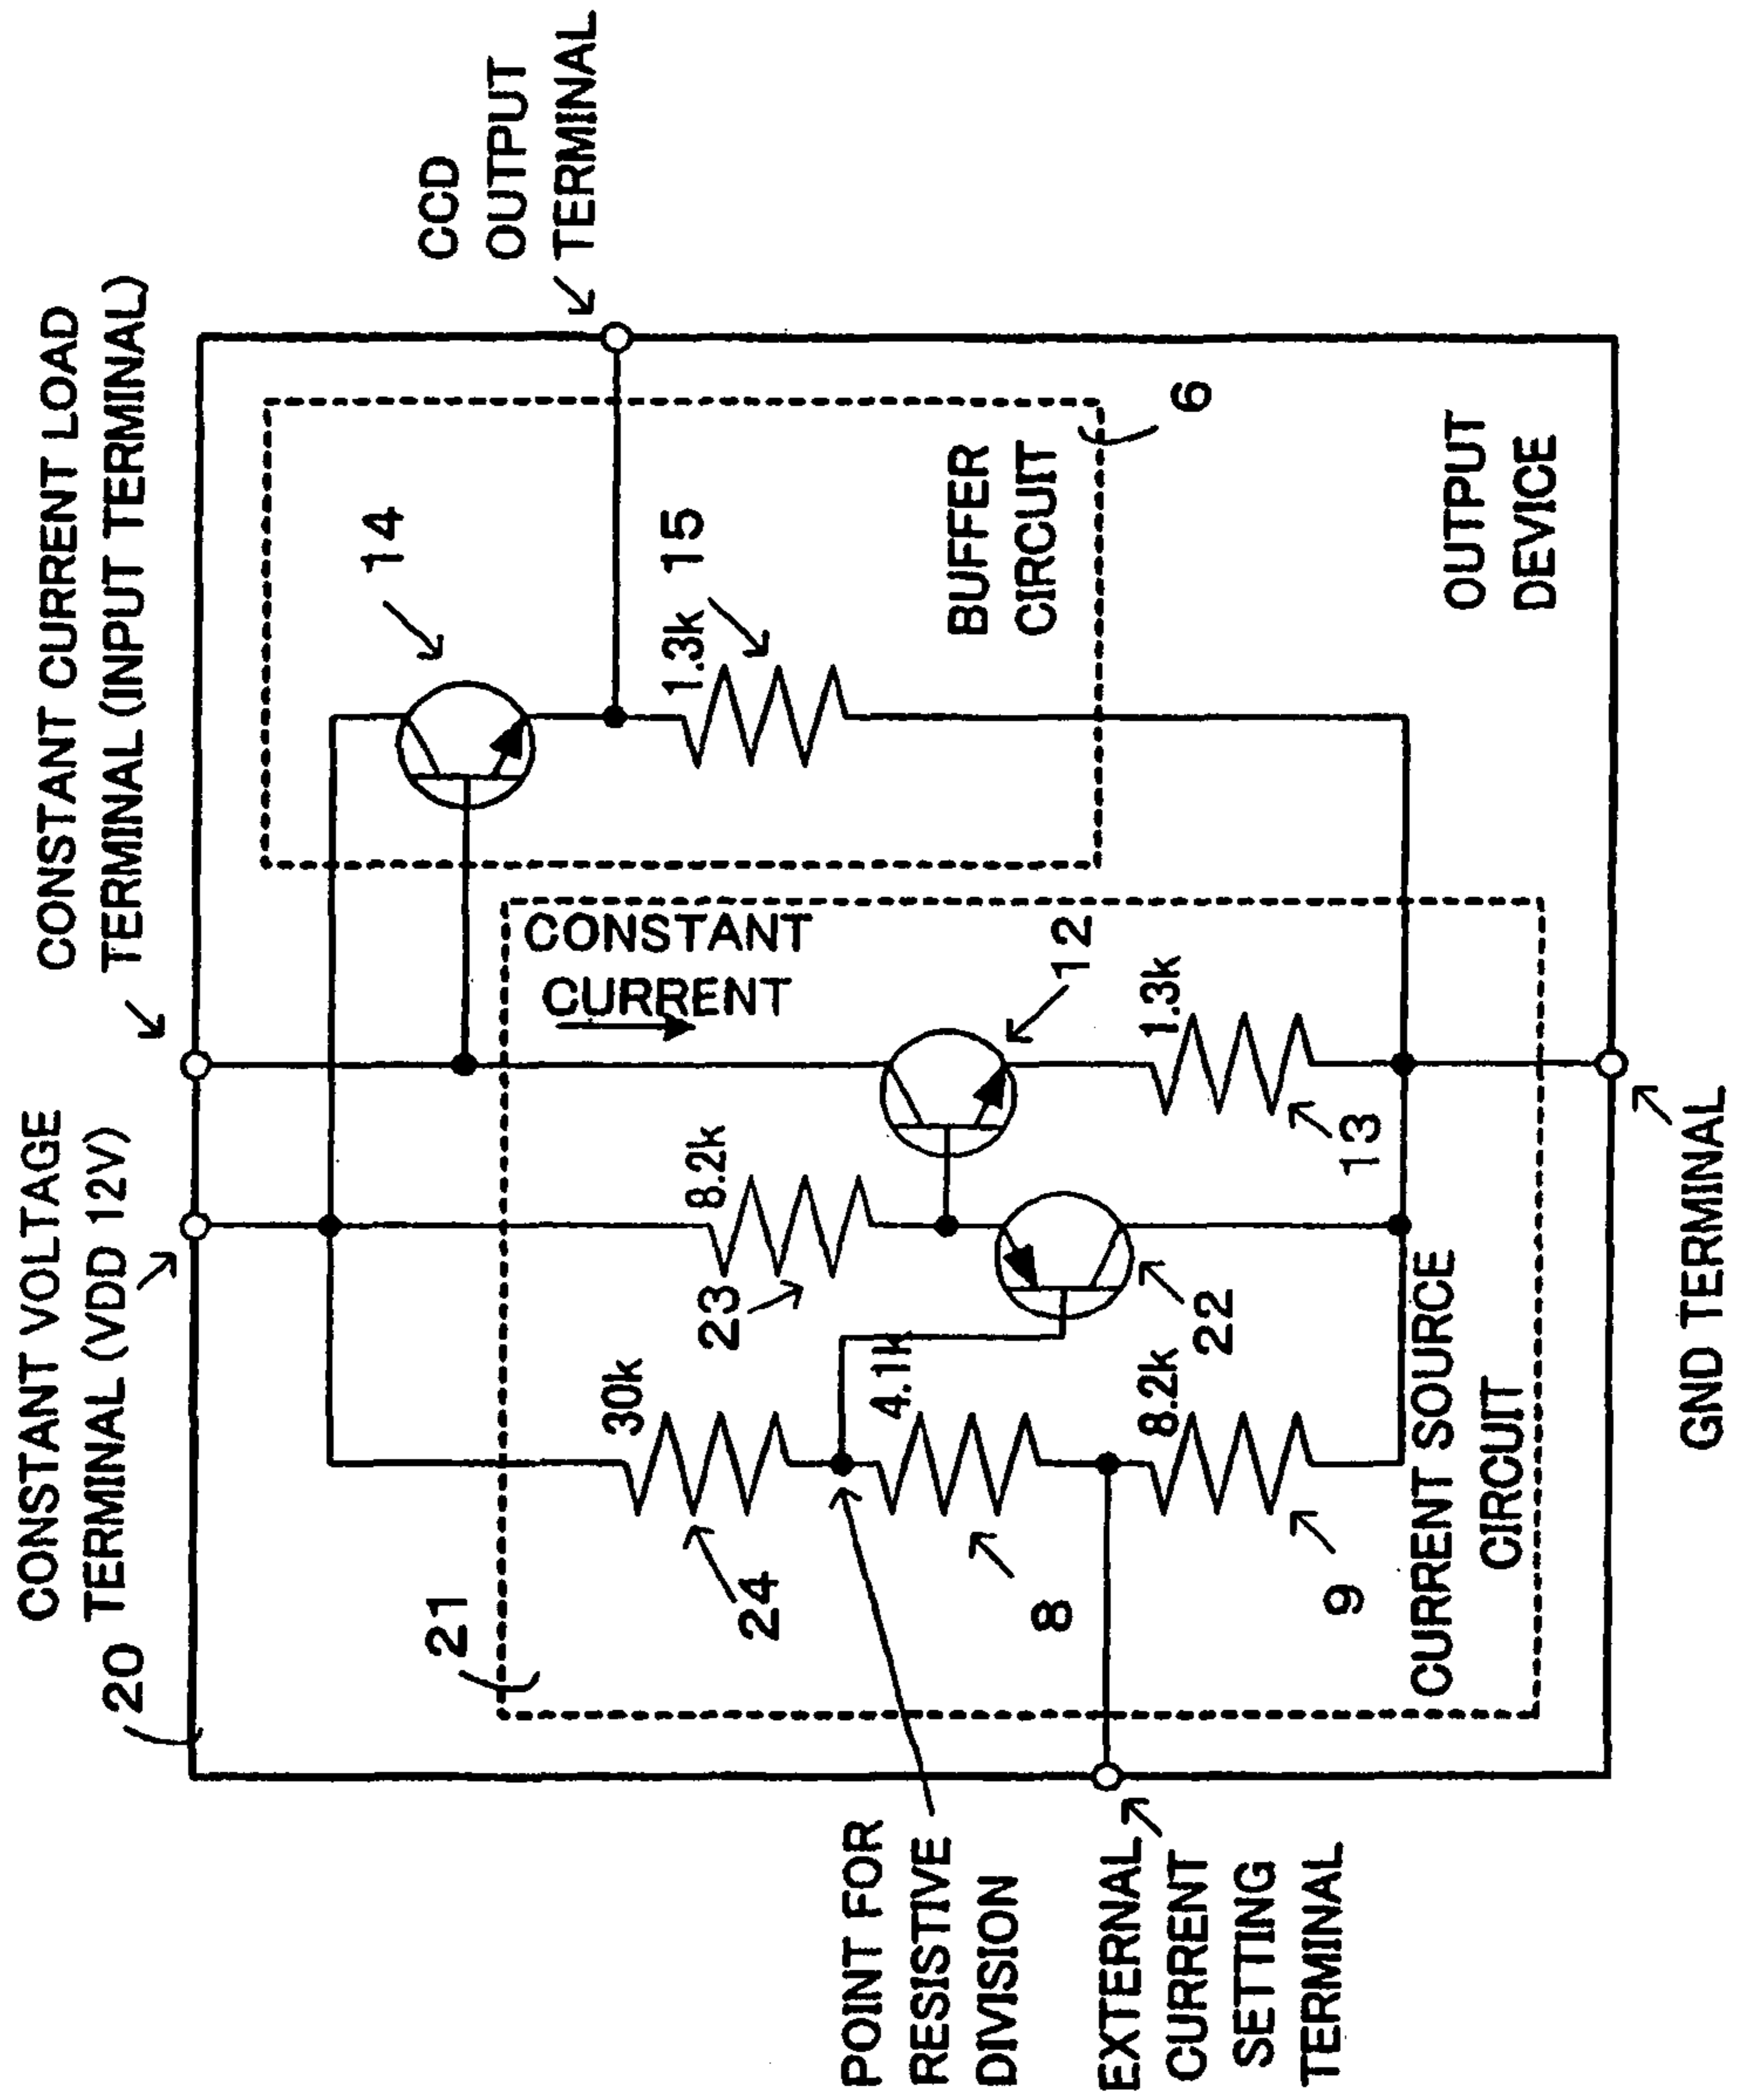 CONSTANT VOLTAGE
TERMINAL (VDD 12V)
CONSTANT CURRENT LOAD
TERMINAL (INPUT TERMINAL)
CCD
OUTPUT
TERMINAL
20
21
14
1.3k
15
BUFFER
CIRCUIT
6
CONSTANT
CURRENT
12
1.3k
13
8.2k
23
22
30k
24
4.1k
8
8.2k
9
CURRENT SOURCE
CIRCUIT
OUTPUT
DEVICE
POINT FOR
RESISTIVE
DIVISION
EXTERNAL
CURRENT
SETTING
TERMINAL
GND TERMINAL